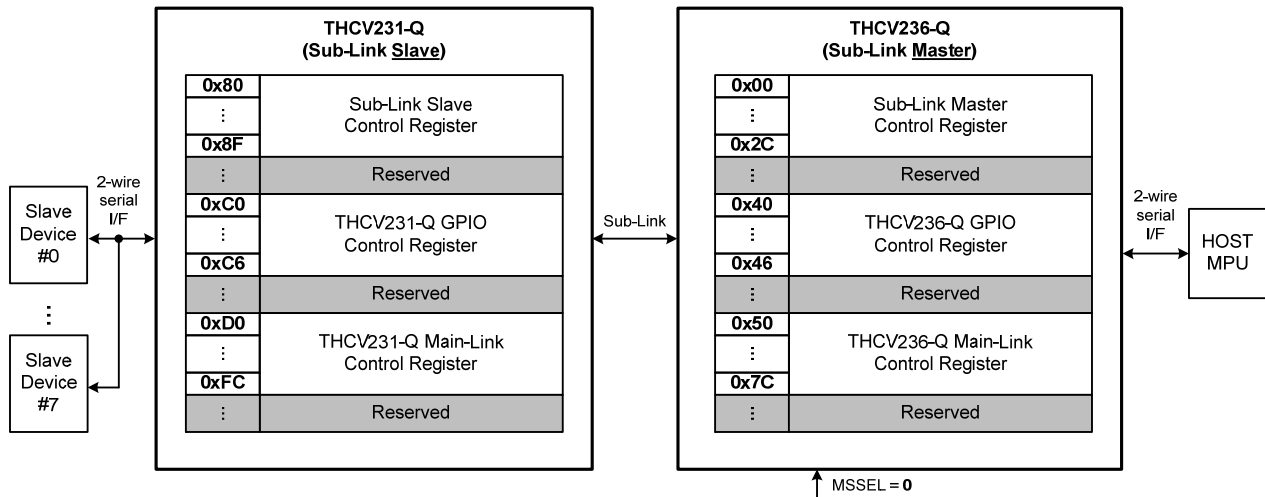 THCV231-Q
(Sub-Link Slave)
0x80
⋮
0x8F
Sub-Link Slave
Control Register
⋮
Reserved
0xC0
⋮
0xC6
THCV231-Q GPIO
Control Register
⋮
Reserved
0xD0
⋮
0xFC
THCV231-Q Main-Link
Control Register
⋮
Reserved
2-wire
serial
I/F
Slave
Device
#0
⋮
Slave
Device
#7
Sub-Link
THCV236-Q
(Sub-Link Master)
0x00
⋮
0x2C
Sub-Link Master
Control Register
⋮
Reserved
0x40
⋮
0x46
THCV236-Q GPIO
Control Register
⋮
Reserved
0x50
⋮
0x7C
THCV236-Q Main-Link
Control Register
⋮
Reserved
2-wire
serial
I/F
HOST
MPU
MSSEL = 0